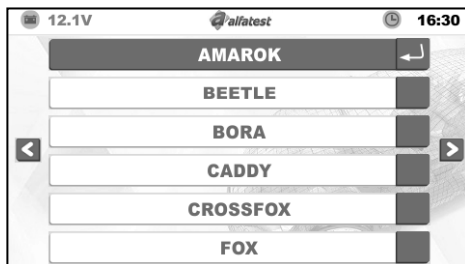 12.1V alfatest 16:30
AMAROK
BEETLE
BORA
CADDY
CROSSFOX
FOX